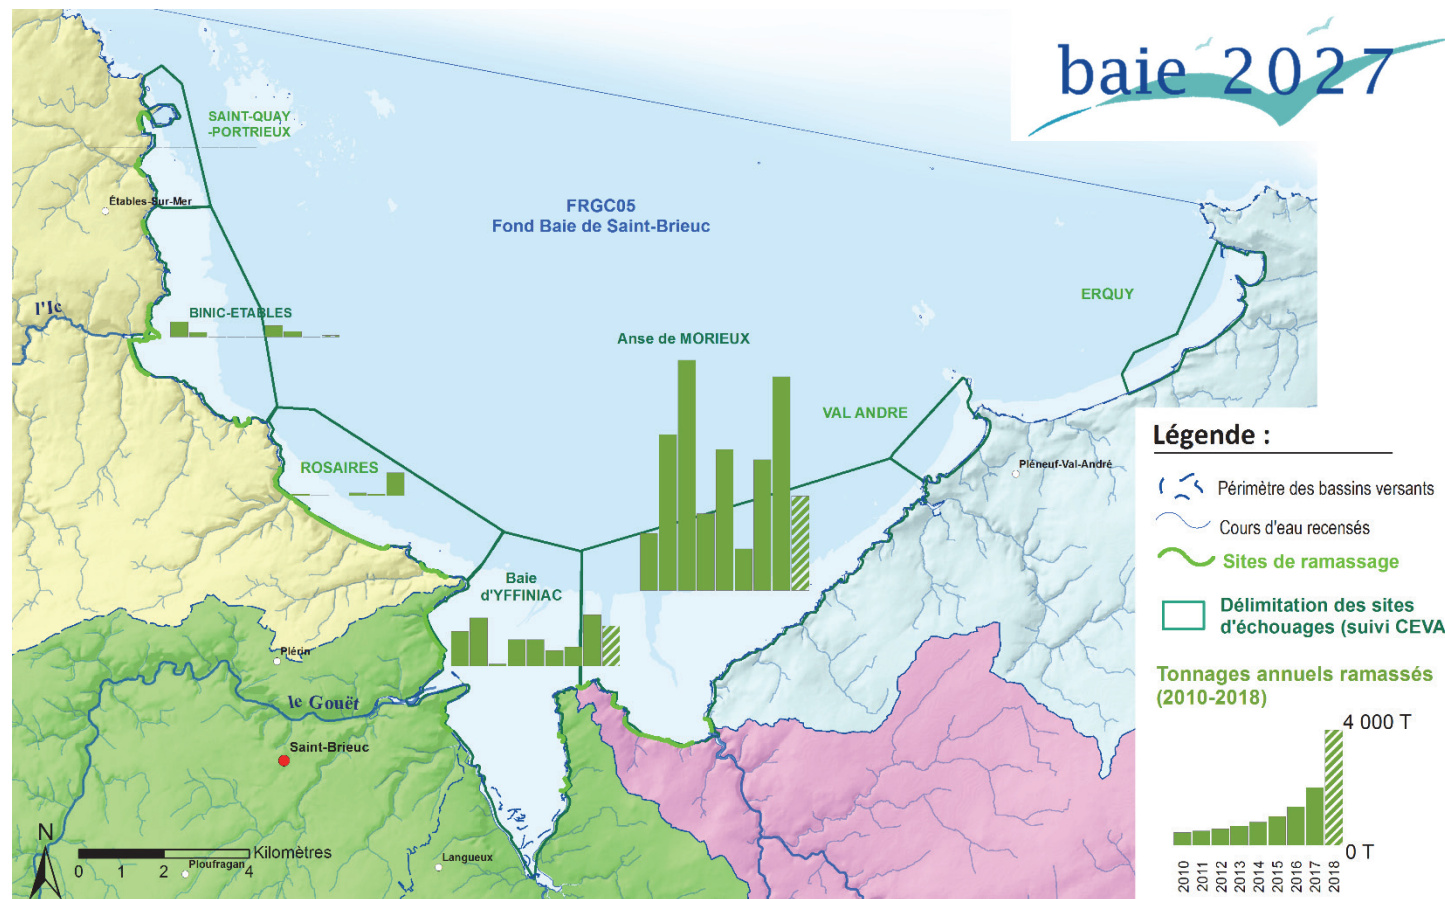 baie 2027
SAINT-QUAY
-PORTRIEUX
Étables-Sur-Mer
FRGC05
Fond Baie de Saint-Brieuc
l'Ic
BINIC-ETABLES
ERQUY
Anse de MORIEUX
VAL ANDRE
ROSAIRES
Pléneuf-Val-André
Baie
d'YFFINIAC
Plérin
le Gouët
Saint-Brieuc
Langueux
Ploufragan
N
Kilomètres
0 1 2 4
Légende :
Périmètre des bassins versants
Cours d'eau recensés
Sites de ramassage
Délimitation des sites
d'échouages (suivi CEVA
Tonnages annuels ramassés
(2010-2018)
4 000 T
0 T
2010 2011 2012 2013 2014 2015 2016 2017 2018